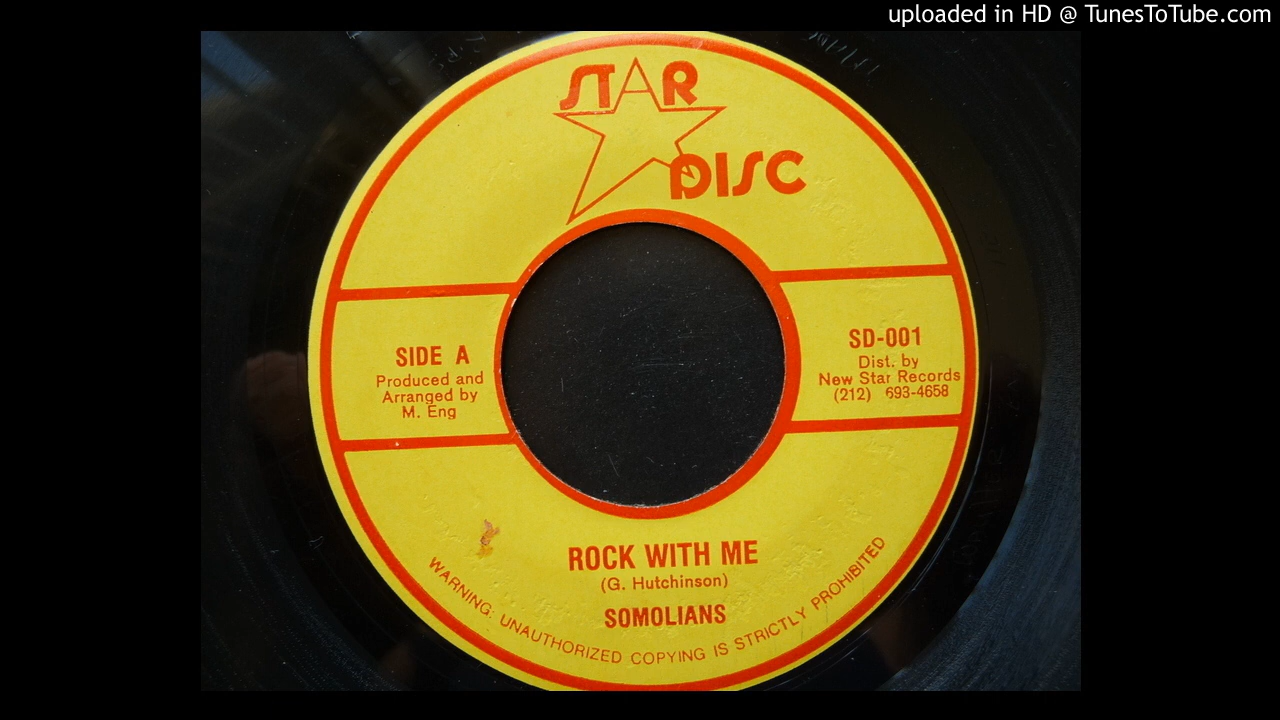 uploaded in HD @ TunesToTube.com
STAR
DISC
SIDE A
Produced and
Arranged by
M. Eng
SD-001
Dist. by
New Star Records
(212) 693-4658
ROCK WITH ME
(G. Hutchinson)
SOMOLIANS
WARNING: UNAUTHORIZED COPYING IS STRICTLY PROHIBITED